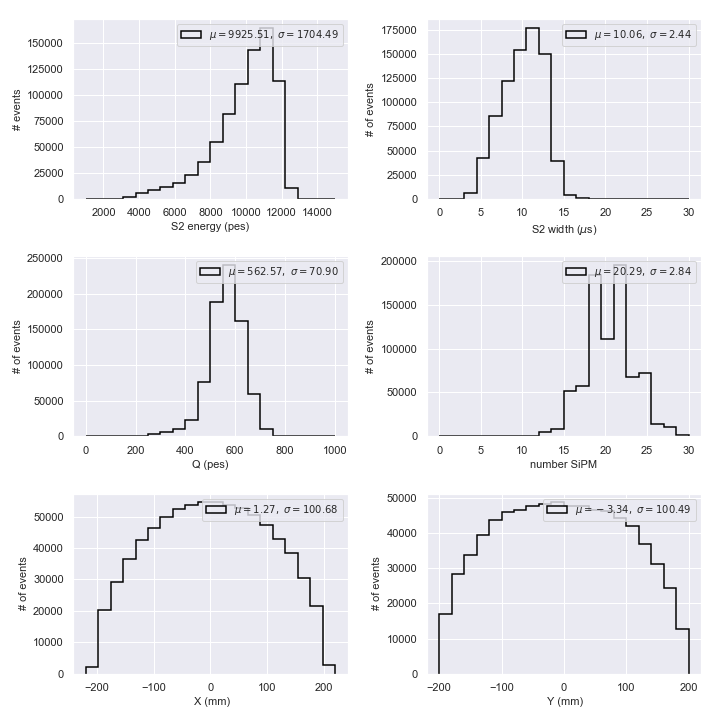 μ = 9925.51, σ = 1704.49
# events
150000
125000
100000
75000
50000
25000
0
2000 4000 6000 8000 10000 12000 14000
S2 energy (pes)
μ = 10.06, σ = 2.44
# of events
175000
150000
125000
100000
75000
50000
25000
0
0 5 10 15 20 25 30
S2 width (μs)
μ = 562.57, σ = 70.90
# of events
250000
200000
150000
100000
50000
0
0 200 400 600 800 1000
Q (pes)
μ = 20.29, σ = 2.84
# of events
200000
150000
100000
50000
0
0 5 10 15 20 25 30
number SiPM
μ = 1.27, σ = 100.68
# of events
50000
40000
30000
20000
10000
0
−200 −100 0 100 200
X (mm)
μ = −3.34, σ = 100.49
# of events
50000
40000
30000
20000
10000
0
−200 −100 0 100 200
Y (mm)